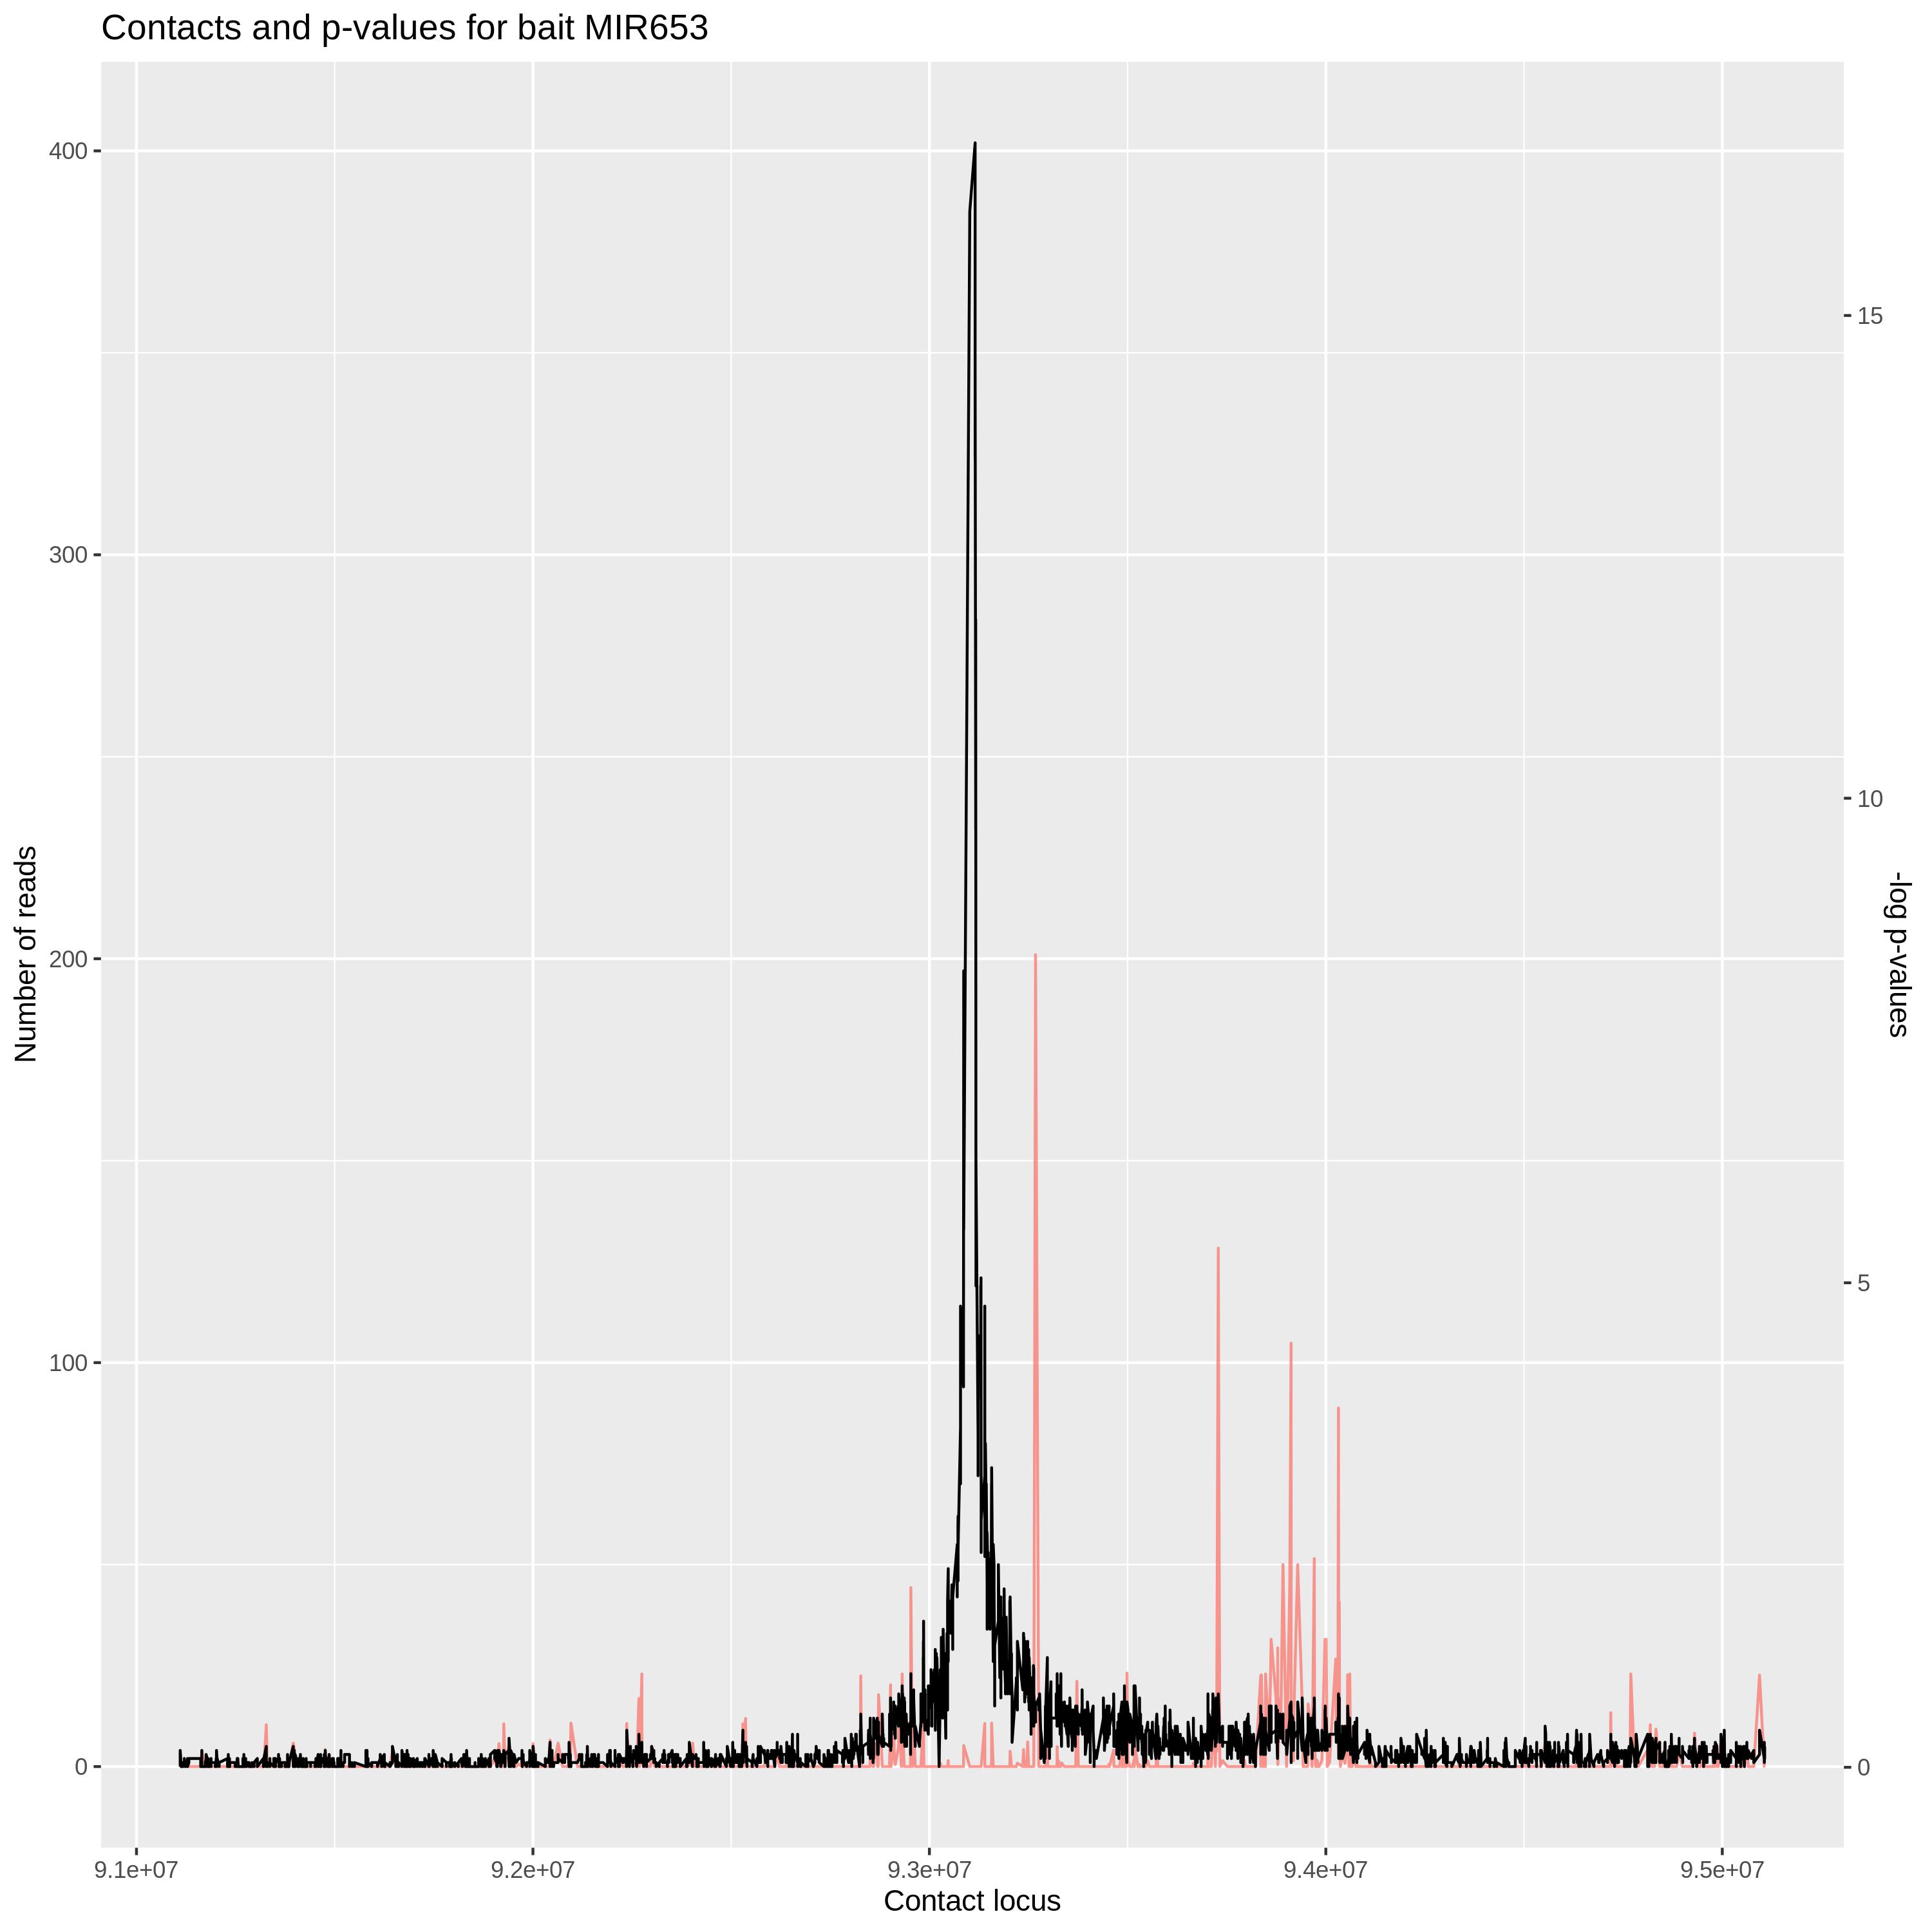 Contacts and p-values for bait MIR653
400
300
200
100
0
Number of reads
15
10
5
0
-log p-values
9.1e+07
9.2e+07
9.3e+07
9.4e+07
9.5e+07
Contact locus